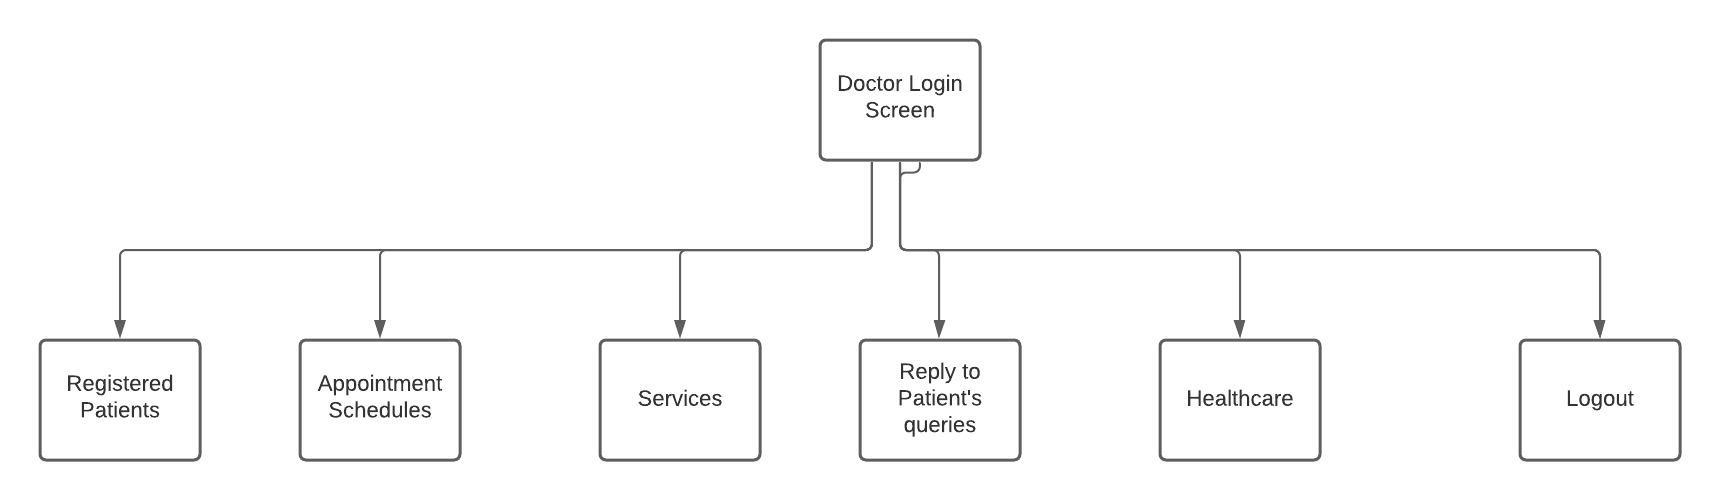 Doctor Login
Screen
Registered
Patients
Appointment
Schedules
Services
Reply to
Patient's
queries
Healthcare
Logout